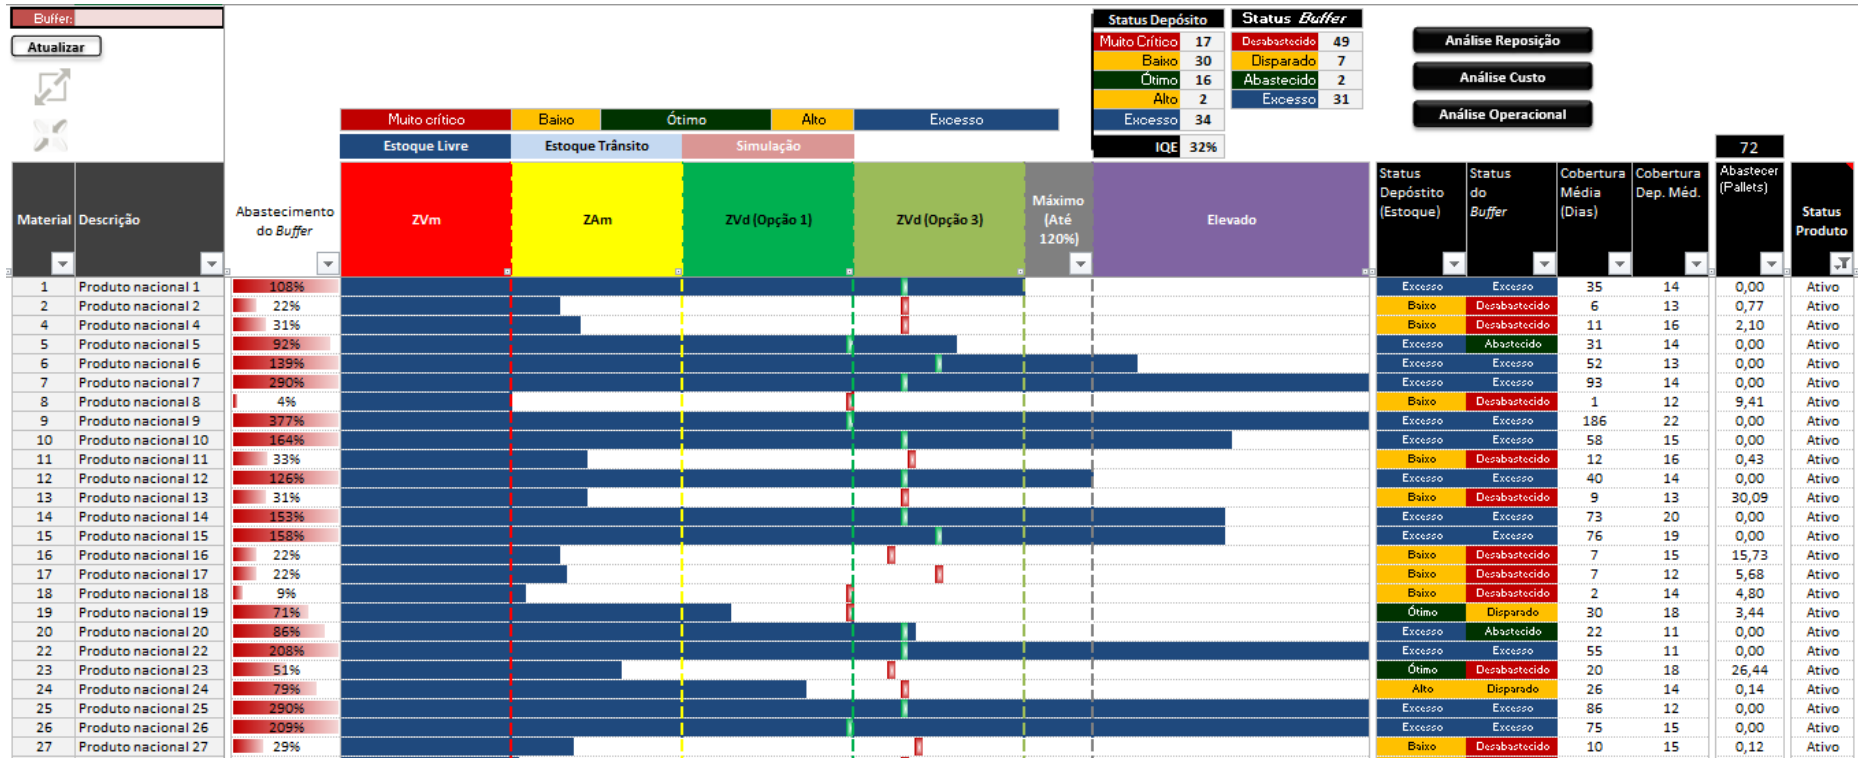 Buffer:
Atualizar
Status Depósito
Muito Crítico 17
Baixo 30
Ótimo 16
Alto 2
Excesso 34
IQE 32%
Status Buffer
Desabastecido 49
Disparado 7
Abastecido 2
Excesso 31
Análise Reposição
Análise Custo
Análise Operacional
Muito crítico Baixo Ótimo Alto Excesso
Estoque Livre Estoque Trânsito Simulação
72
Material
Descrição
Abastecimento
do Buffer
ZVm
ZAm
ZVd (Opção 1)
ZVd (Opção 3)
Máximo
(Até
120%)
Elevado
Status
Depóstito
(Estoque)
Status
do
Buffer
Cobertura
Média
(Dias)
Cobertura
Dep. Méd.
Abastecer
(Pallets)
Status
Produto
1 Produto nacional 1 108% Excesso Excesso 35 14 0,00 Ativo
2 Produto nacional 2 22% Baixo Desabastecido 6 13 0,77 Ativo
4 Produto nacional 4 31% Baixo Desabastecido 11 16 2,10 Ativo
5 Produto nacional 5 92% Excesso Abastecido 31 14 0,00 Ativo
6 Produto nacional 6 139% Excesso Excesso 52 13 0,00 Ativo
7 Produto nacional 7 290% Excesso Excesso 93 14 0,00 Ativo
8 Produto nacional 8 4% Baixo Desabastecido 1 12 9,41 Ativo
9 Produto nacional 9 377% Excesso Excesso 186 22 0,00 Ativo
10 Produto nacional 10 164% Excesso Excesso 58 15 0,00 Ativo
11 Produto nacional 11 33% Baixo Desabastecido 12 16 0,43 Ativo
12 Produto nacional 12 126% Excesso Excesso 40 14 0,00 Ativo
13 Produto nacional 13 31% Baixo Desabastecido 9 13 30,09 Ativo
14 Produto nacional 14 153% Excesso Excesso 73 20 0,00 Ativo
15 Produto nacional 15 158% Excesso Excesso 76 19 0,00 Ativo
16 Produto nacional 16 22% Baixo Desabastecido 7 15 15,73 Ativo
17 Produto nacional 17 22% Baixo Desabastecido 7 12 5,68 Ativo
18 Produto nacional 18 9% Baixo Desabastecido 2 14 4,80 Ativo
19 Produto nacional 19 71% Ótimo Disparado 30 18 3,44 Ativo
20 Produto nacional 20 86% Excesso Abastecido 22 11 0,00 Ativo
22 Produto nacional 22 208% Excesso Excesso 55 11 0,00 Ativo
23 Produto nacional 23 51% Ótimo Desabastecido 20 18 26,44 Ativo
24 Produto nacional 24 79% Alto Disparado 26 14 0,14 Ativo
25 Produto nacional 25 290% Excesso Excesso 86 12 0,00 Ativo
26 Produto nacional 26 209% Excesso Excesso 75 15 0,00 Ativo
27 Produto nacional 27 29% Baixo Desabastecido 10 15 0,12 Ativo